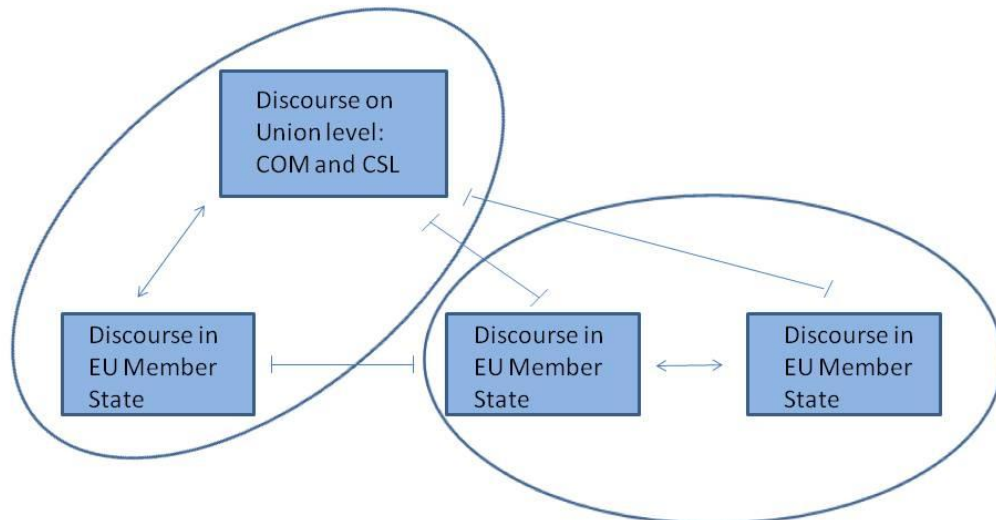 Discourse on
Union level:
COM and CSL
Discourse in
EU Member
State
Discourse in
EU Member
State
Discourse in
EU Member
State